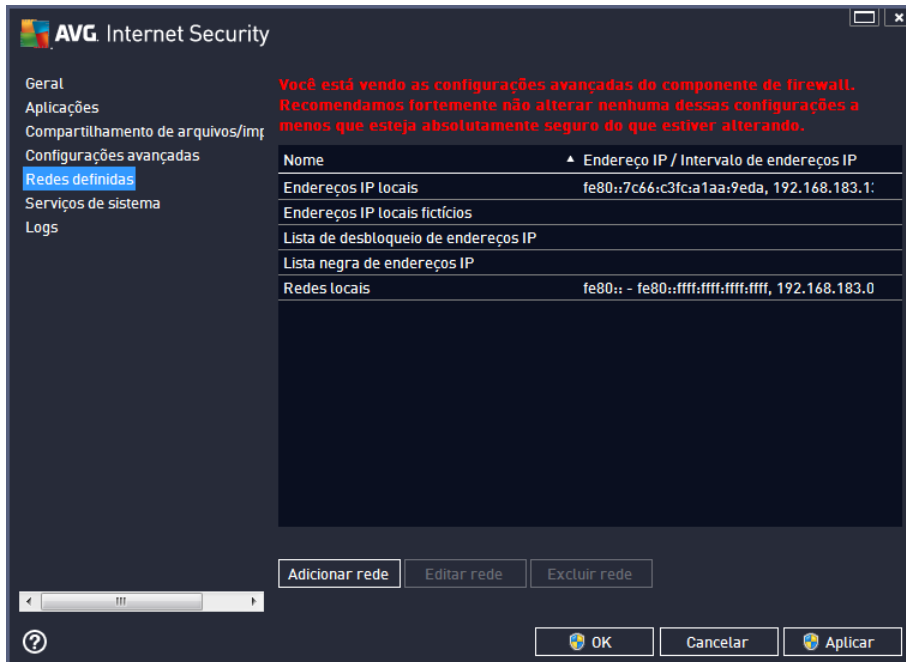 AVG. Internet Security
Geral
Aplicações
Compartilhamento de arquivos/imp
Configurações avançadas
Redes definidas
Serviços de sistema
Logs
Você está vendo as configurações avançadas do componente de firewall.
Recomendamos fortemente não alterar nenhuma dessas configurações a
menos que esteja absolutamente seguro do que estiver alterando.
Nome Endereço IP / Intervalo de endereços IP
Endereços IP locais fe80::7c66:c3fc:a1aa:9eda, 192.168.183.1
Endereços IP locais fictícios
Lista de desbloqueio de endereços IP
Lista negra de endereços IP
Redes locais fe80:: - fe80::ffff:ffff:ffff:ffff, 192.168.183.0
Adicionar rede Editar rede Excluir rede
OK Cancelar Aplicar